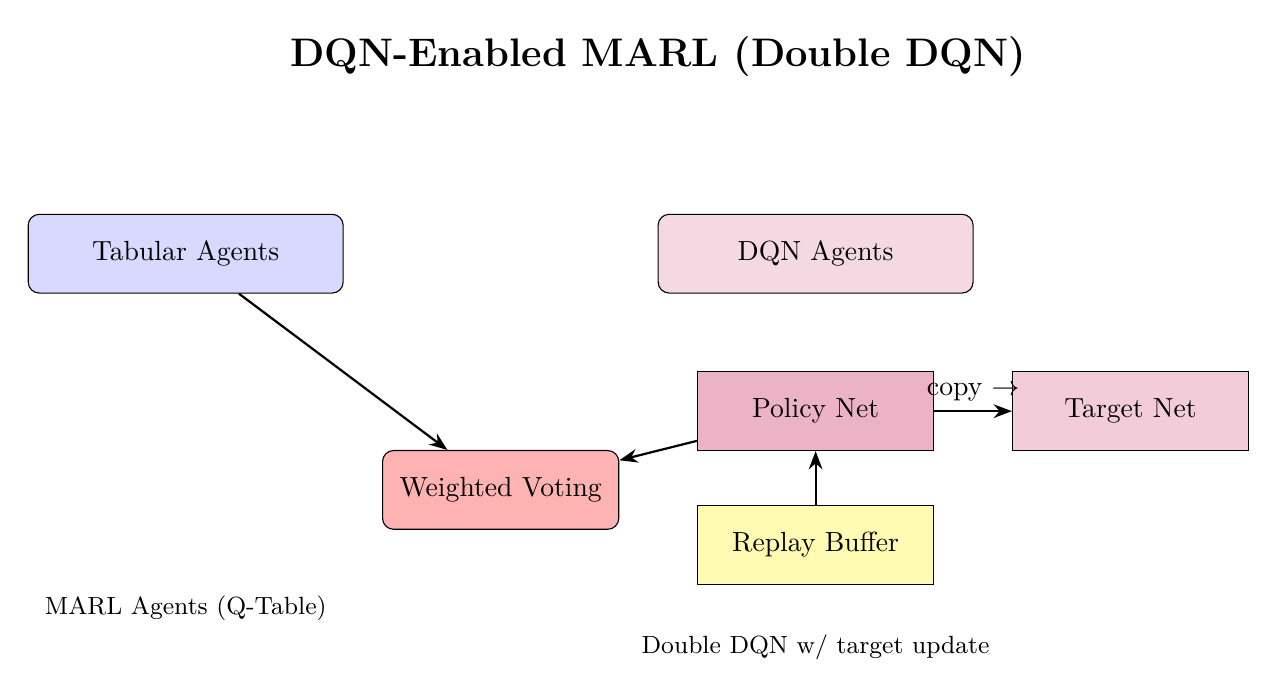 DQN-Enabled MARL (Double DQN)
Tabular Agents
DQN Agents
Policy Net
copy →
Target Net
Weighted Voting
Replay Buffer
MARL Agents (Q-Table)
Double DQN w/ target update